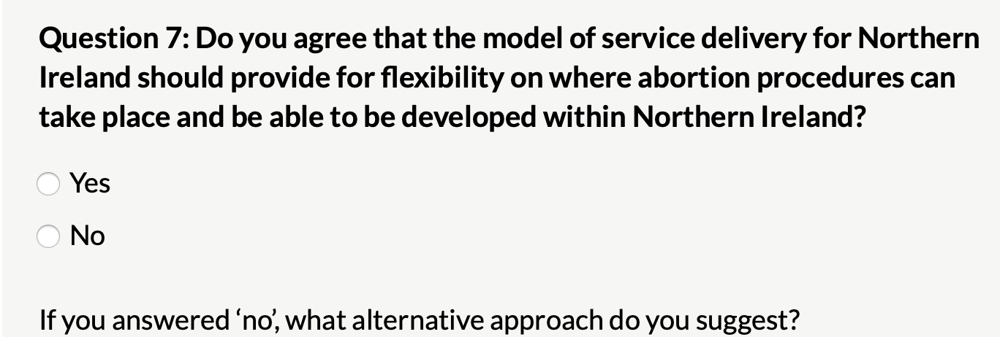 Question 7: Do you agree that the model of service delivery for Northern
Ireland should provide for flexibility on where abortion procedures can
take place and be able to be developed within Northern Ireland?
Yes
No
If you answered ‘no’, what alternative approach do you suggest?